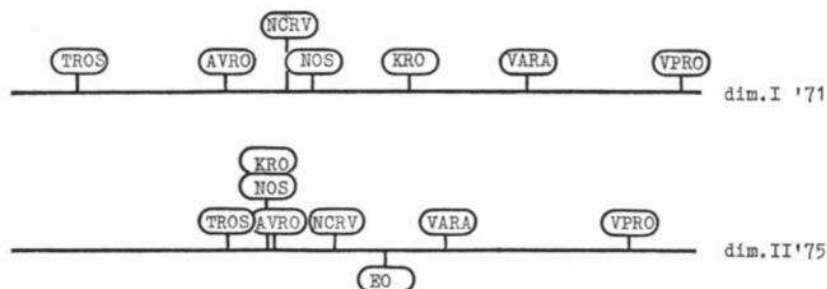 NCRV
TROS AVRO NOS KRO VARA VPRO
dim.I '71
KRO
NOS
TROS AVRO NCRV VARA VPRO
dim.II'75
EO